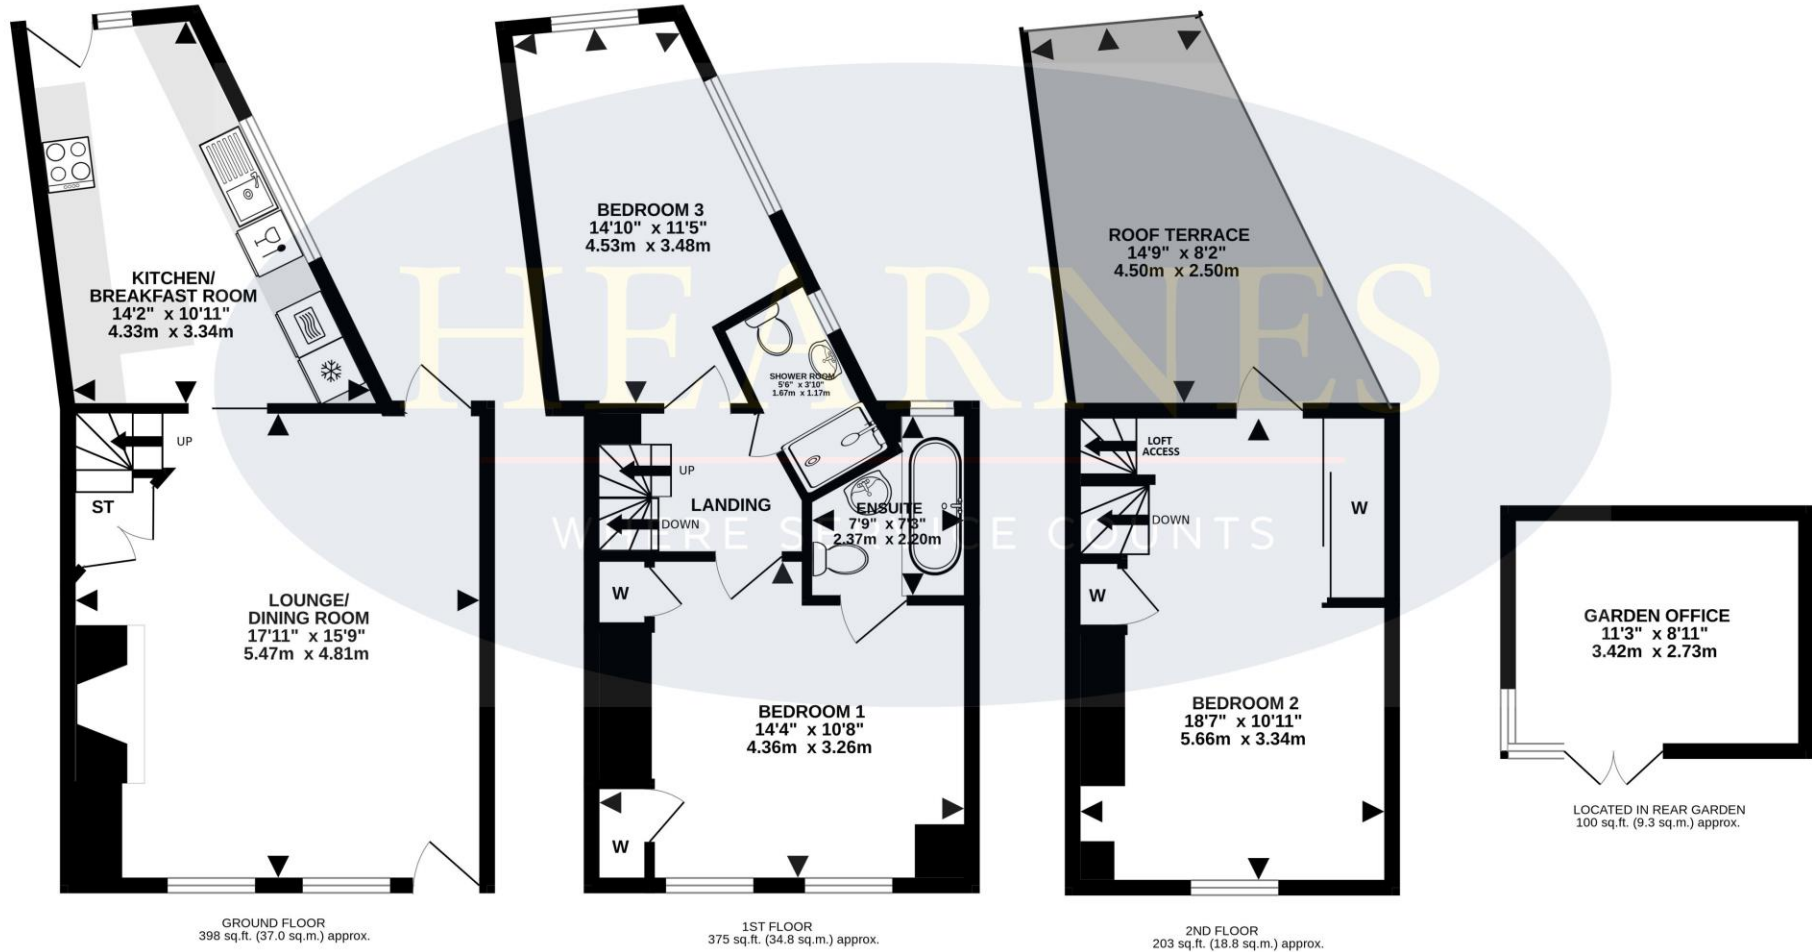 KITCHEN/
BREAKFAST ROOM
14'2" x 10'11"
4.33m x 3.34m
UP
ST
LOUNGE/
DINING ROOM
17'11" x 15'9"
5.47m x 4.81m
GROUND FLOOR
398 sq.ft. (37.0 sq.m.) approx.
BEDROOM 3
14'10" x 11'5"
4.53m x 3.48m
SHOWER ROOM
5'6" x 3'10"
1.67m x 1.17m
UP
LANDING
DOWN
ENSUITE
7'9" x 7'3"
2.37m x 2.20m
W
BEDROOM 1
14'4" x 10'8"
4.36m x 3.26m
W
1ST FLOOR
375 sq.ft. (34.8 sq.m.) approx.
ROOF TERRACE
14'9" x 8'2"
4.50m x 2.50m
LOFT
ACCESS
DOWN
W
W
BEDROOM 2
18'7" x 10'11"
5.66m x 3.34m
2ND FLOOR
203 sq.ft. (18.8 sq.m.) approx.
GARDEN OFFICE
11'3" x 8'11"
3.42m x 2.73m
LOCATED IN REAR GARDEN
100 sq.ft. (9.3 sq.m.) approx.
HEARNES
WHERE SERVICE COUNTS